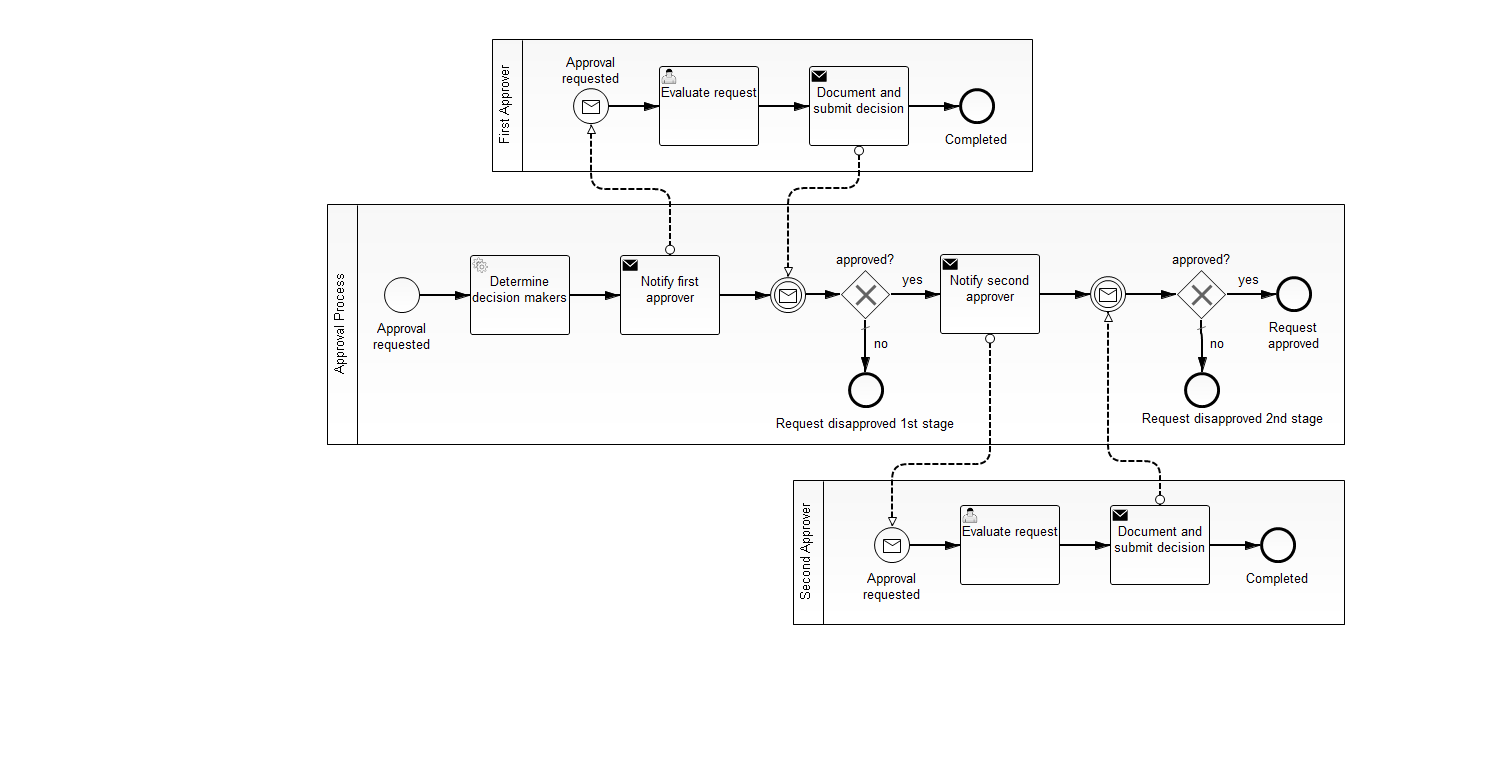 First Approver
Approval
requested
Evaluate request
Document and
submit decision
Completed
Approval Process
Approval
requested
Determine
decision makers
Notify first
approver
approved?
yes
no
Request disapproved 1st stage
Notify second
approver
approved?
yes
no
Request disapproved 2nd stage
Request
approved
Second Approver
Approval
requested
Evaluate request
Document and
submit decision
Completed